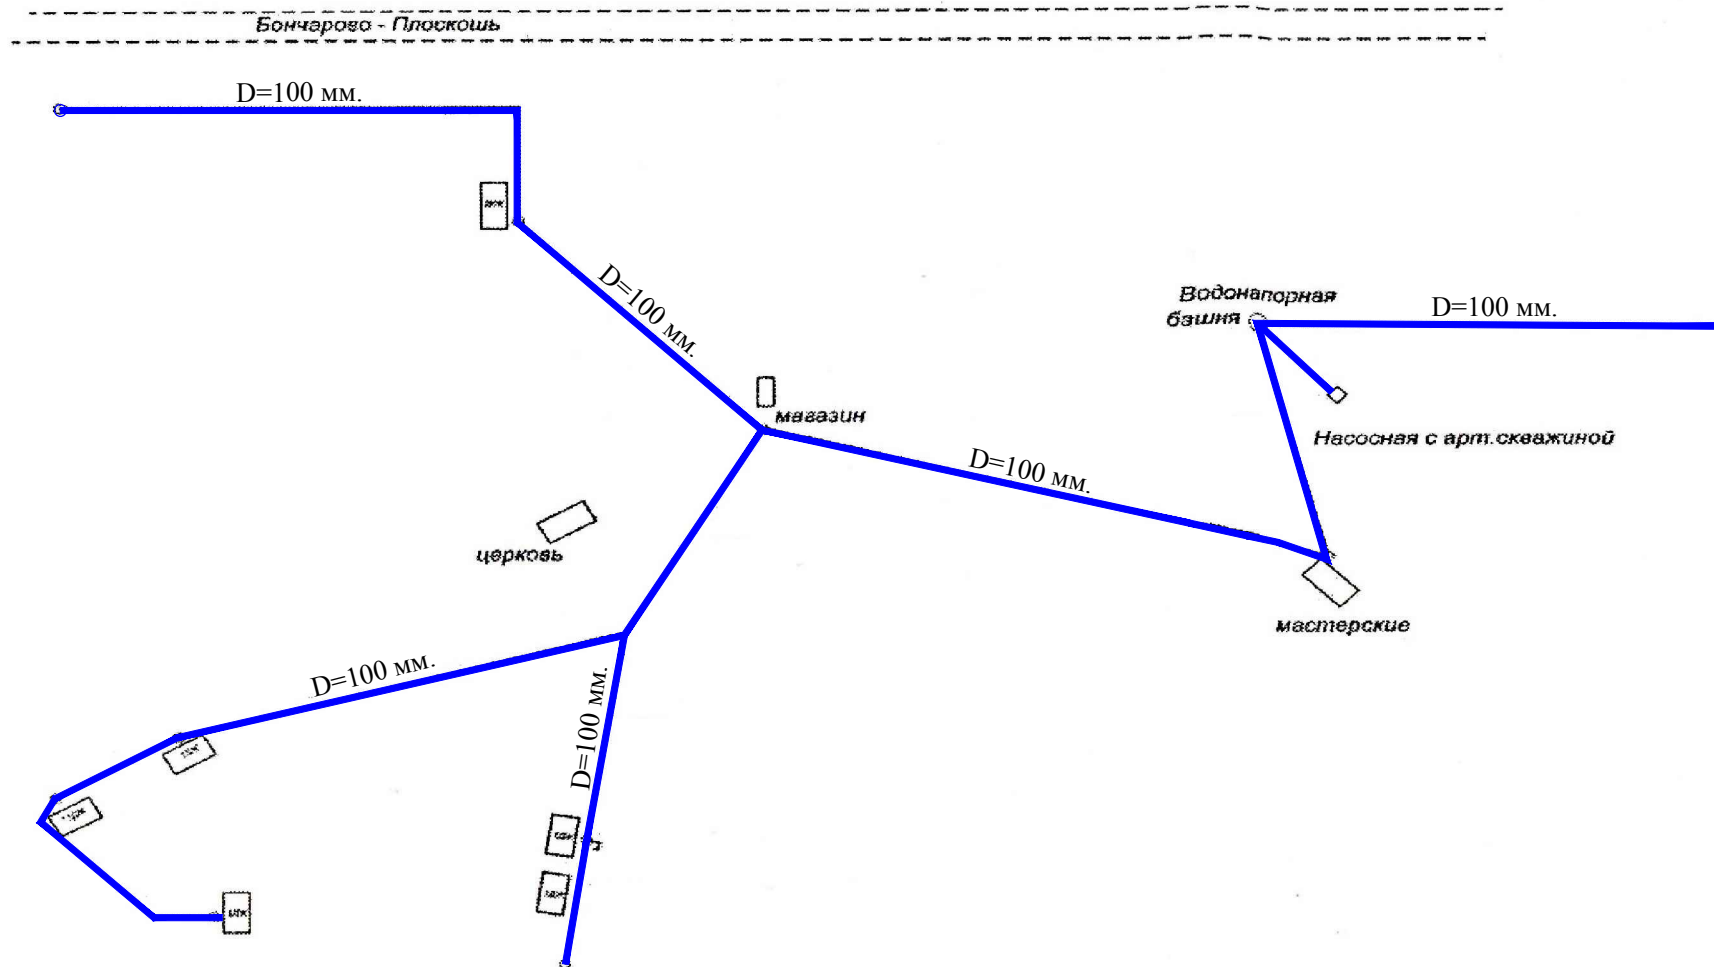 Бончарово - Плоскошь
D=100 мм.
D=100 мм.
Водонапорная
башня
D=100 мм.
магазин
Насосная с арт.скважиной
D=100 мм.
церковь
мастерские
D=100 мм.
D=100 мм.